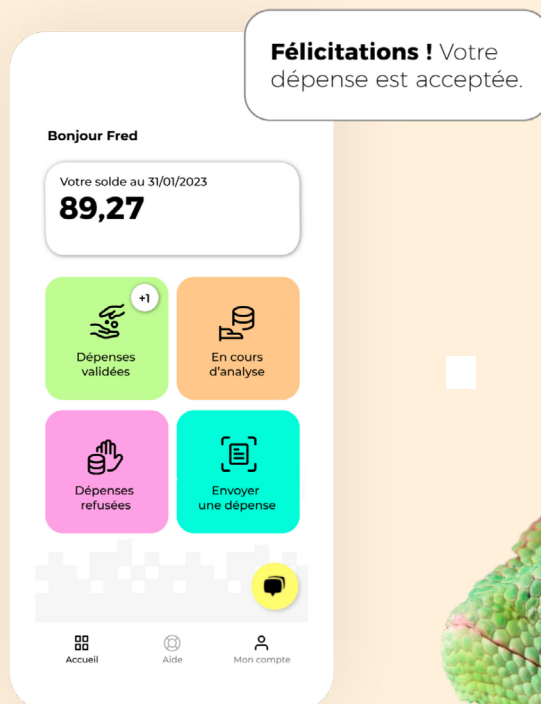 Félicitations ! Votre
dépense est acceptée.
Bonjour Fred
Votre solde au 31/01/2023
89,27
+1
Dépenses
validées
En cours
d'analyse
Dépenses
refusées
Envoyer
une dépense
Accueil
Aide
Mon compte